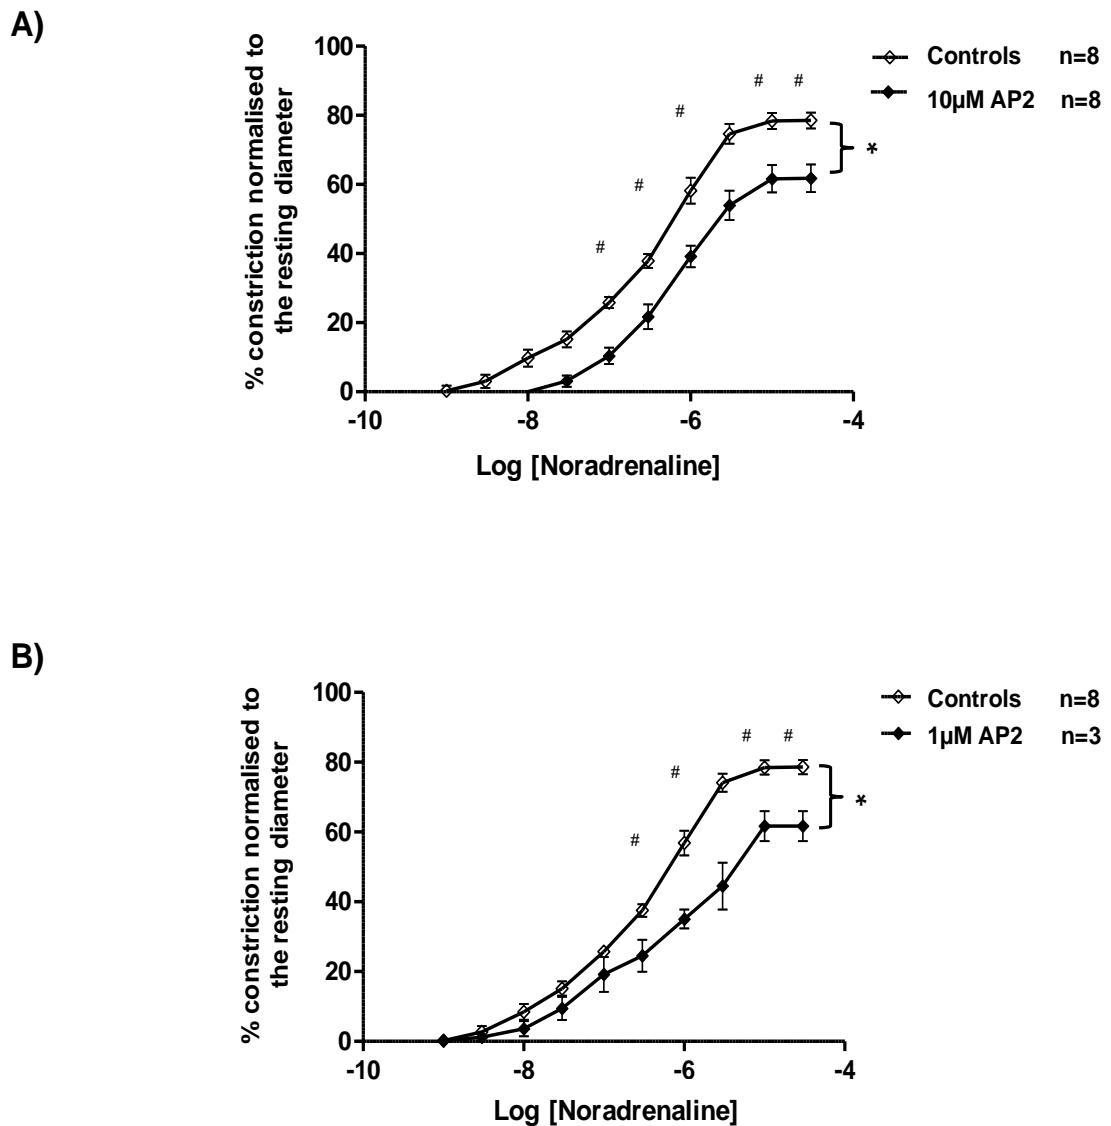 A)
% constriction normalised to
the resting diameter
100
80
60
40
20
0
-10
-8
-6
-4
Log [Noradrenaline]
# # # # #
*
Controls n=8
10µM AP2 n=8
B)
% constriction normalised to
the resting diameter
100
80
60
40
20
0
-10
-8
-6
-4
Log [Noradrenaline]
# # # #
*
Controls n=8
1µM AP2 n=3